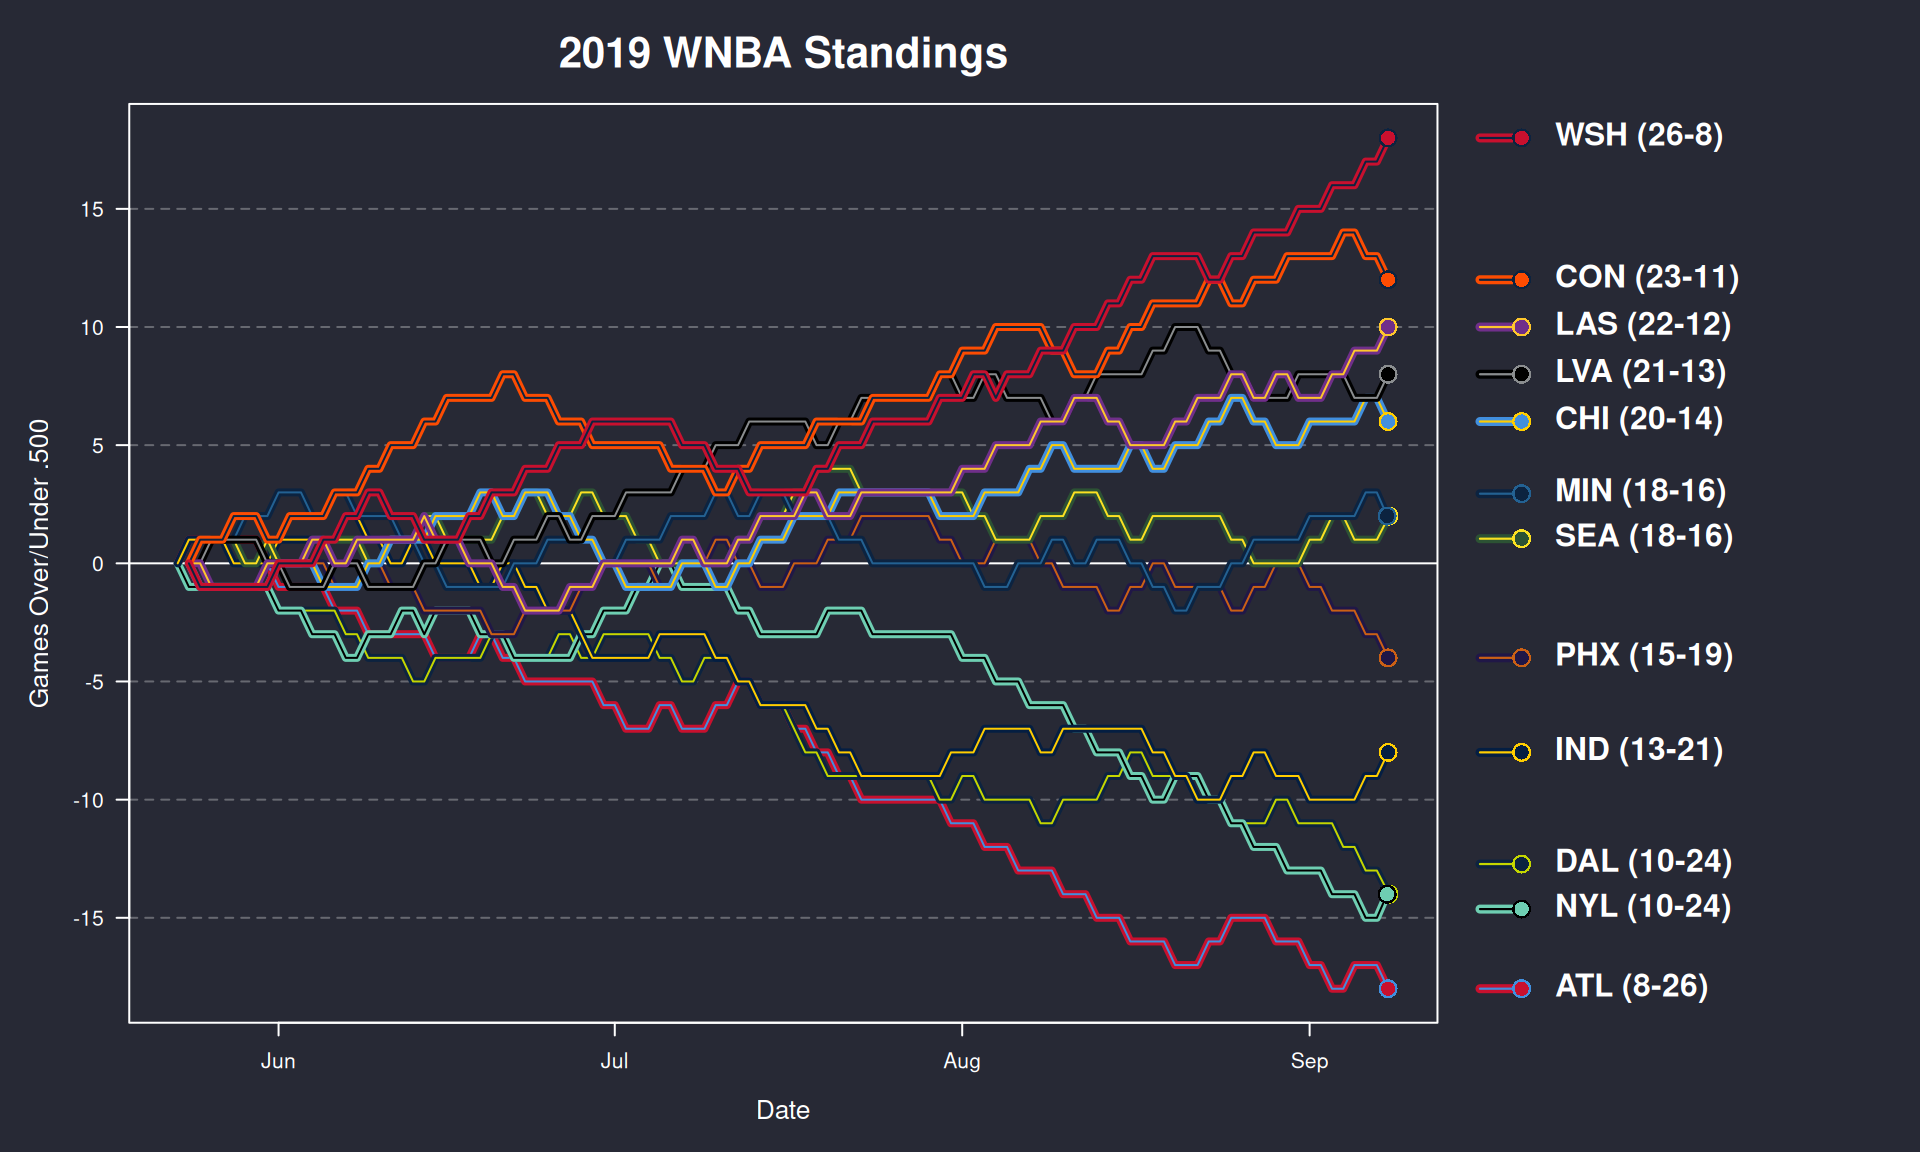 2019 WNBA Standings
Games Over/Under .500
15
10
5
0
-5
-10
-15
Jun
Jul
Aug
Sep
Date
WSH (26-8)
CON (23-11)
LAS (22-12)
LVA (21-13)
CHI (20-14)
MIN (18-16)
SEA (18-16)
PHX (15-19)
IND (13-21)
DAL (10-24)
NYL (10-24)
ATL (8-26)